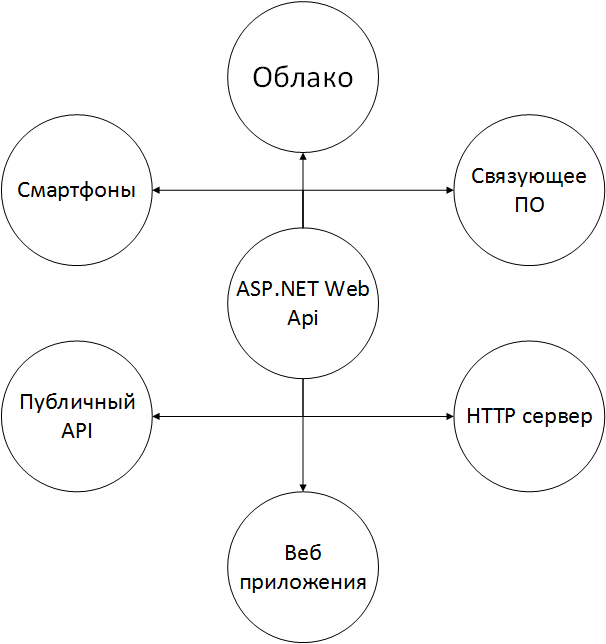 Облако
Смартфоны
Связующее
ПО
ASP.NET Web
Api
Публичный
API
HTTP сервер
Веб
приложения